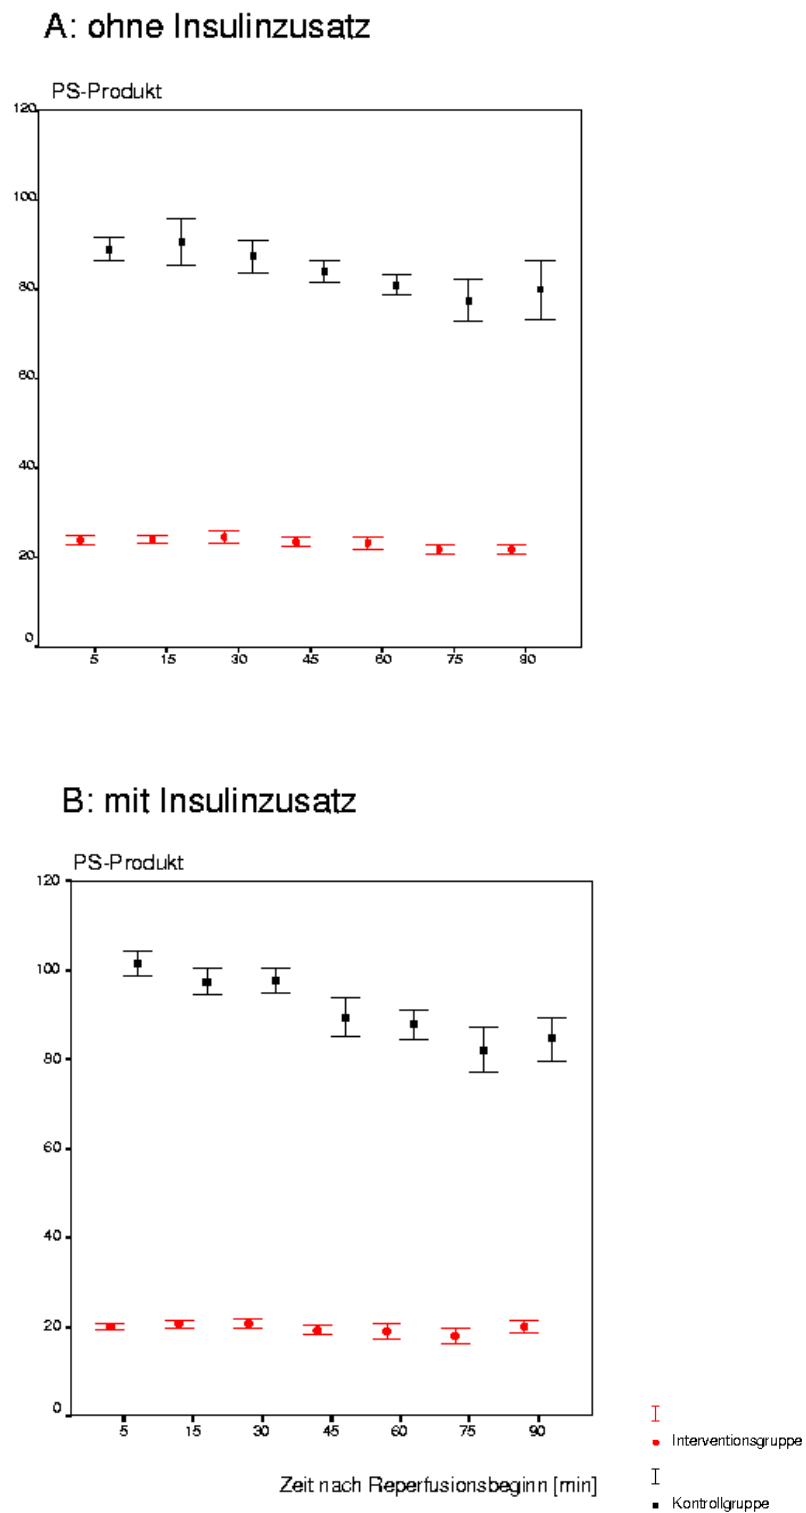 A: ohne Insulinzusatz
PS-Produkt
120
100
80
60
40
20
0
5 15 30 45 60 75 90
B: mit Insulinzusatz
PS-Produkt
120
100
80
60
40
20
0
5 15 30 45 60 75 90
Zeit nach Reperfusionsbeginn [min]
Interventionsgruppe
Kontrollgruppe